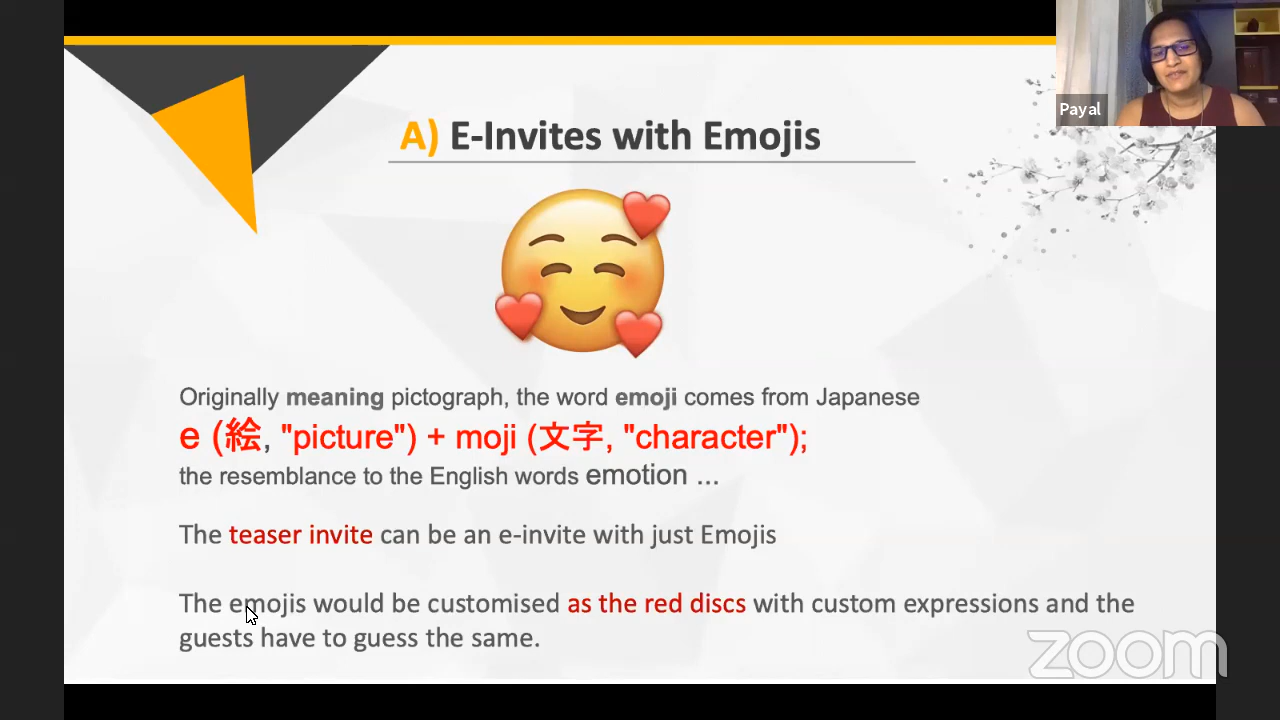 Payal
A) E-Invites with Emojis
Originally meaning pictograph, the word emoji comes from Japanese
e (絵, "picture") + moji (文字, "character");
the resemblance to the English words emotion ...
The teaser invite can be an e-invite with just Emojis
The emojis would be customised as the red discs with custom expressions and the
guests have to guess the same.
zoom